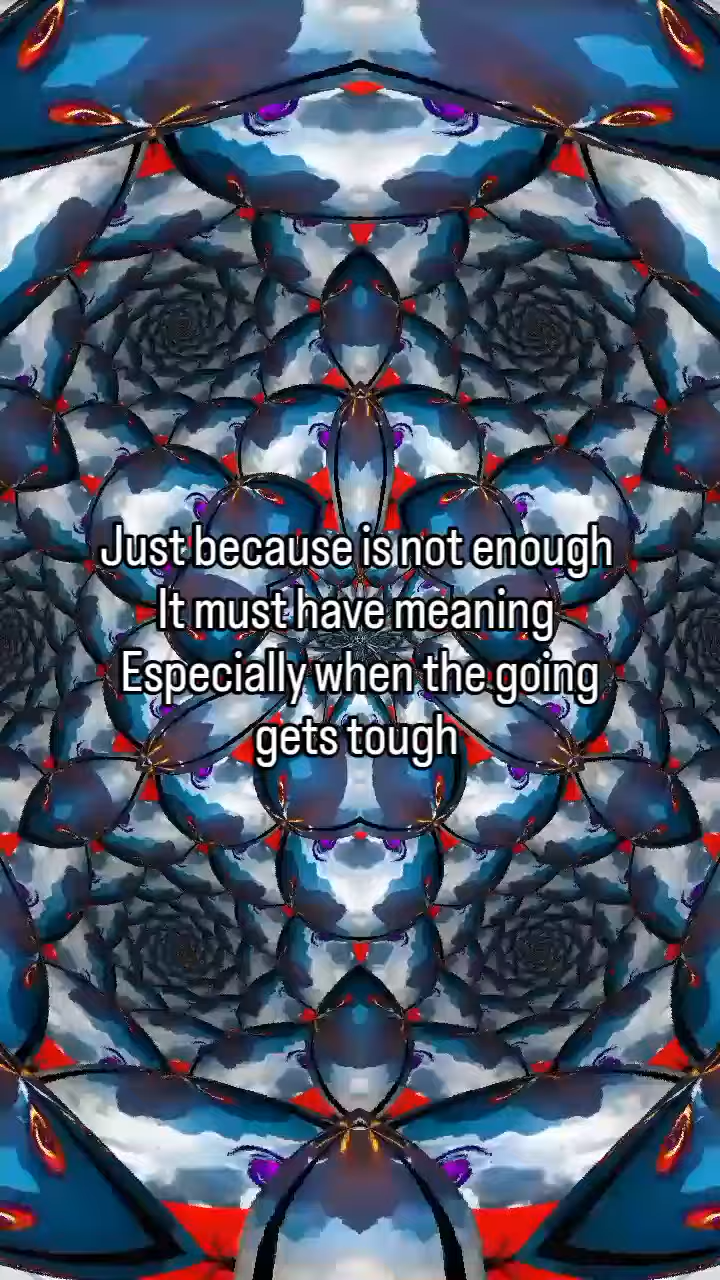 Just because is not enough
It must have meaning
Especially when the going
gets tough